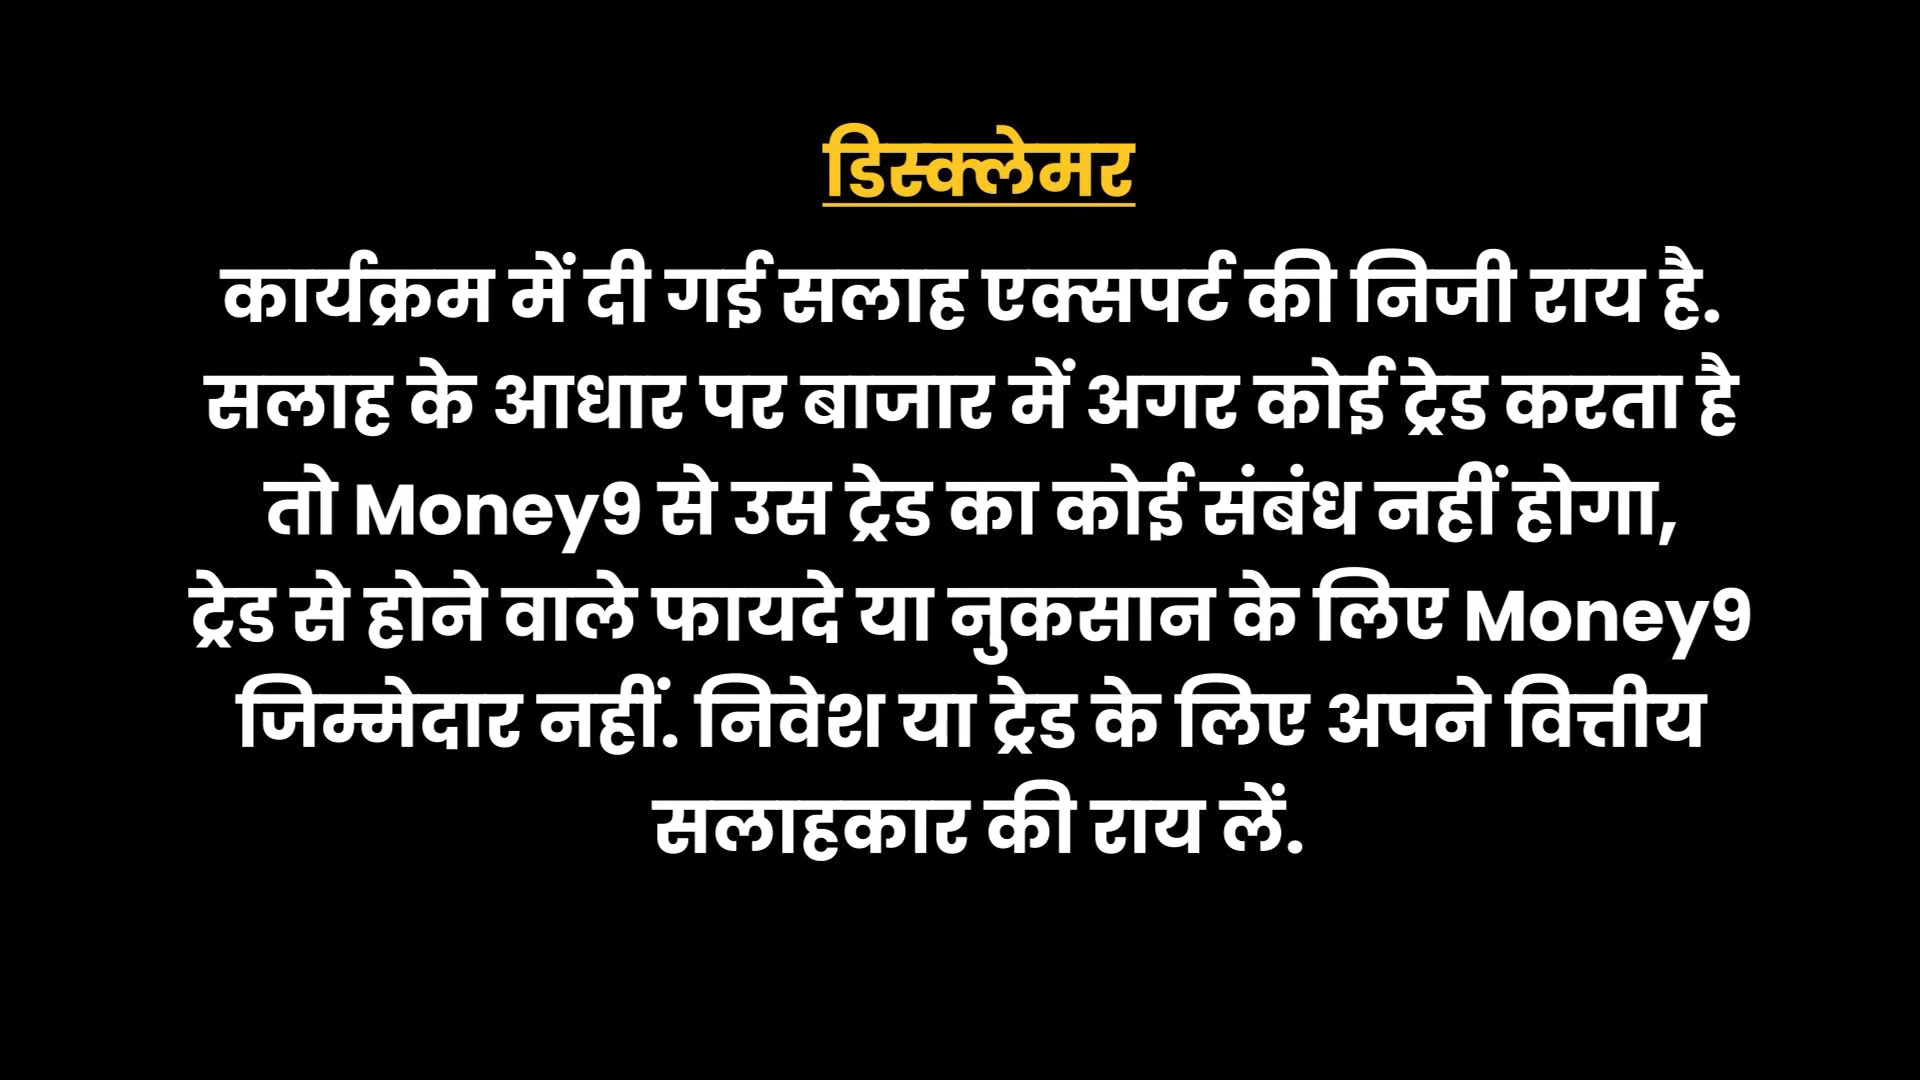 डिस्क्लेमर
कार्यक्रम में दी गई सलाह एक्सपर्ट की निजी राय है.
सलाह के आधार पर बाजार में अगर कोई ट्रेड करता है
तो Money9 से उस ट्रेड का कोई संबंध नहीं होगा,
ट्रेड से होने वाले फायदे या नुकसान के लिए Money9
जिम्मेदार नहीं. निवेश या ट्रेड के लिए अपने वित्तीय
सलाहकार की राय लें.